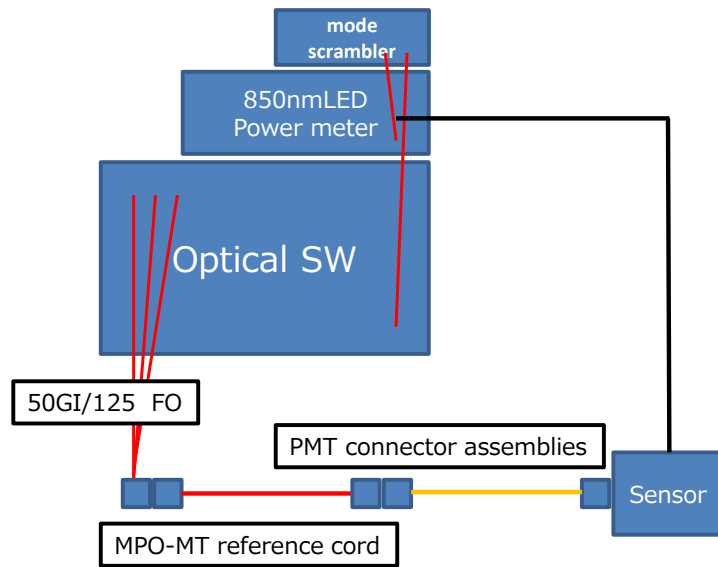 mode
scrambler
850nmLED
Power meter
Optical SW
50GI/125 FO
PMT connector assemblies
Sensor
MPO-MT reference cord